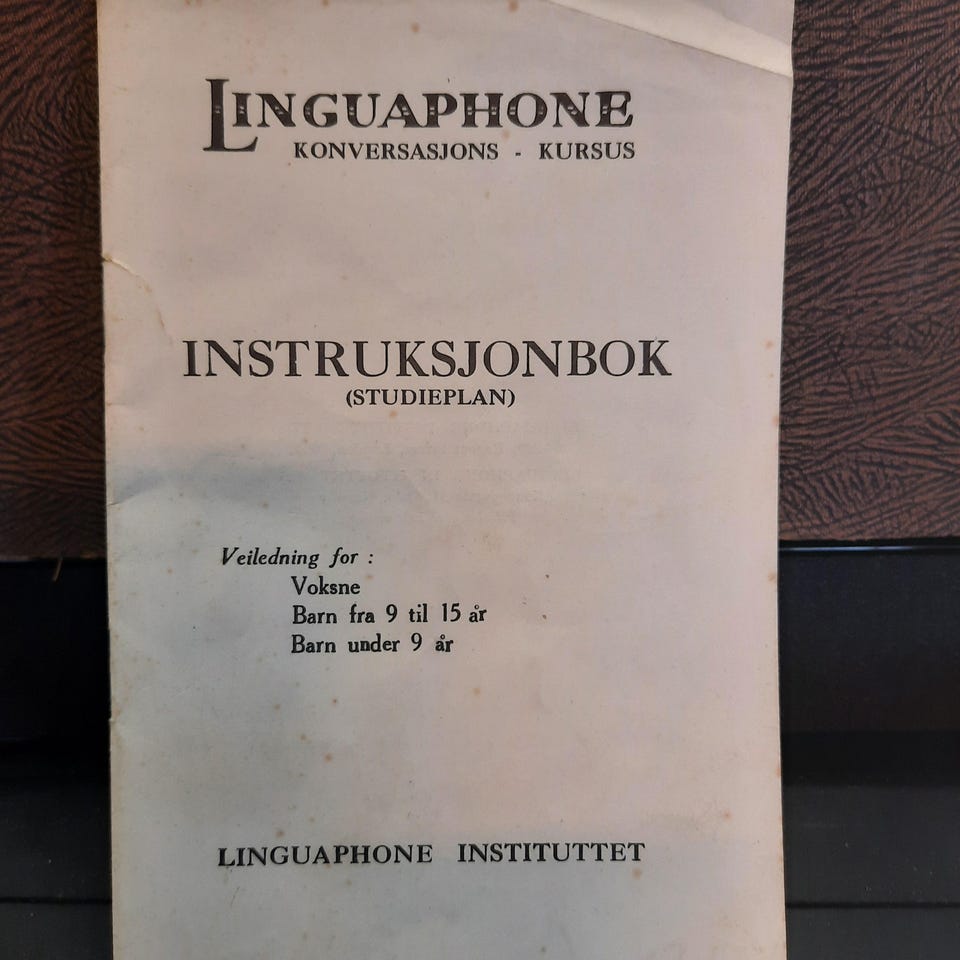 LINGUAPHONE
KONVERSASJONS - KURSUS
INSTRUKSJONBOK
(STUDIEPLAN)
Veiledning for :
Voksne
Barn fra 9 til 15 år
Barn under 9 år
LINGUAPHONE INSTITUTTET